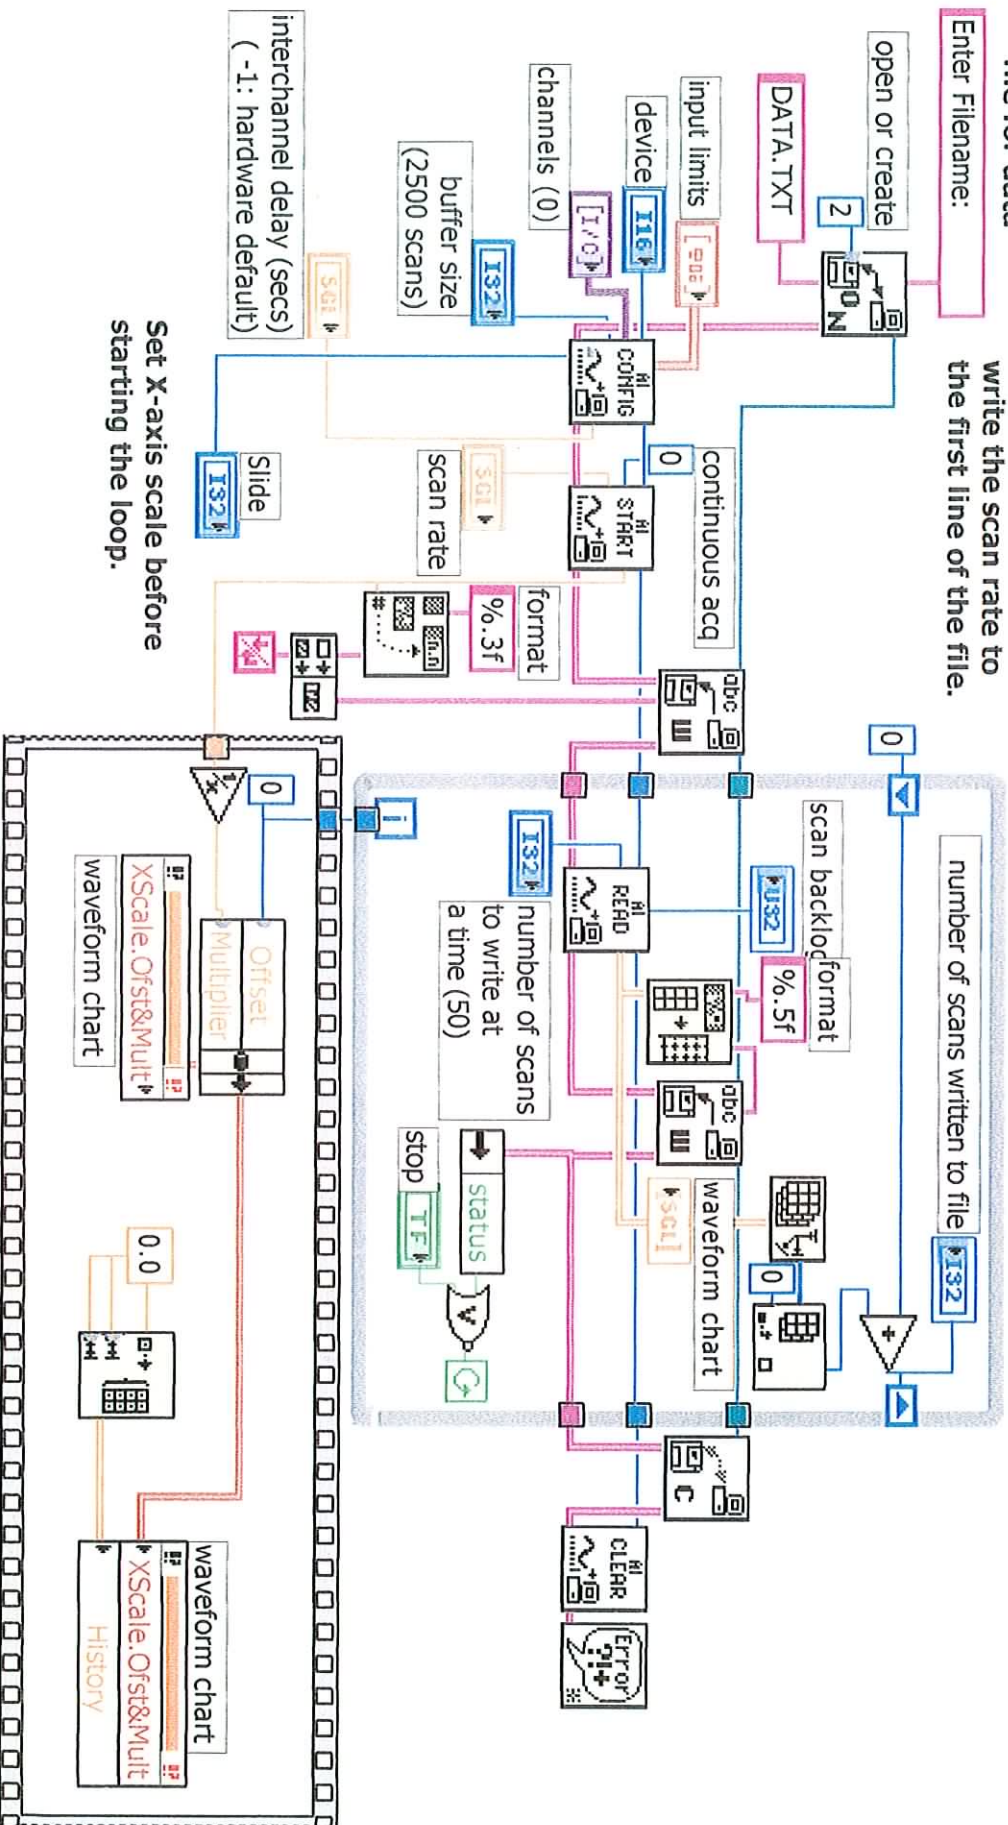 Enter Filename:
open or create
2
DATA.TXT
write the scan rate to
the first line of the file.
input limits
device
I16
channels (0)
I/O
buffer size
(2500 scans)
I32
interchannel delay (secs)
( -1: hardware default)
SGL
AI
CONFIG
continuous acq
0
AI
START
SGL
scan rate
Slide
I32
format
%.3f
abc
Set X-axis scale before
starting the loop.
0
number of scans written to file
I32
scan backlog
U32
format
%.5f
AI
READ
I32
number of scans
to write at
a time (50)
abc
waveform chart
SGL
0
status
stop
TF
i
C
AI
CLEAR
Error
?!+
0
1/x
Offset
Multiplier
XScale.Ofst&Mult
waveform chart
0.0
waveform chart
XScale.Ofst&Mult
History